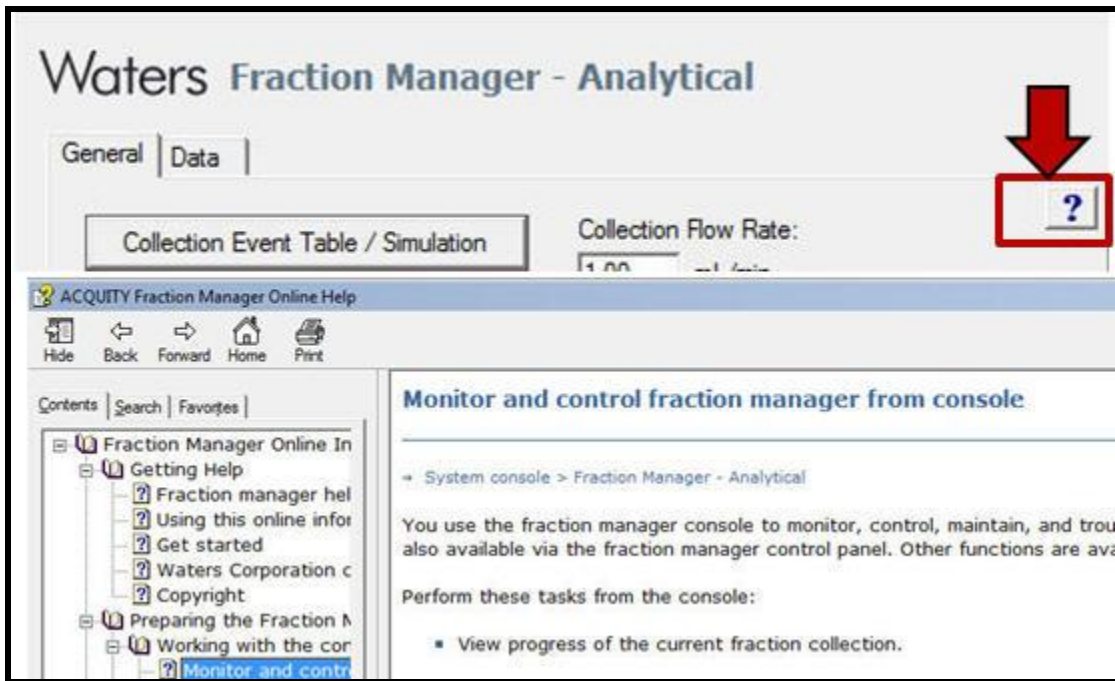 Waters Fraction Manager - Analytical
General Data
?
Collection Event Table / Simulation
Collection Flow Rate:
1.00 mL/min
ACQUITY Fraction Manager Online Help
Hide Back Forward Home Print
Contents Search Favorites
Fraction Manager Online In
Getting Help
Fraction manager hel
Using this online infor
Get started
Waters Corporation c
Copyright
Preparing the Fraction M
Working with the con
Monitor and contr
Monitor and control fraction manager from console
→ System console > Fraction Manager - Analytical
You use the fraction manager console to monitor, control, maintain, and trou
also available via the fraction manager control panel. Other functions are ava
Perform these tasks from the console:
▪ View progress of the current fraction collection.